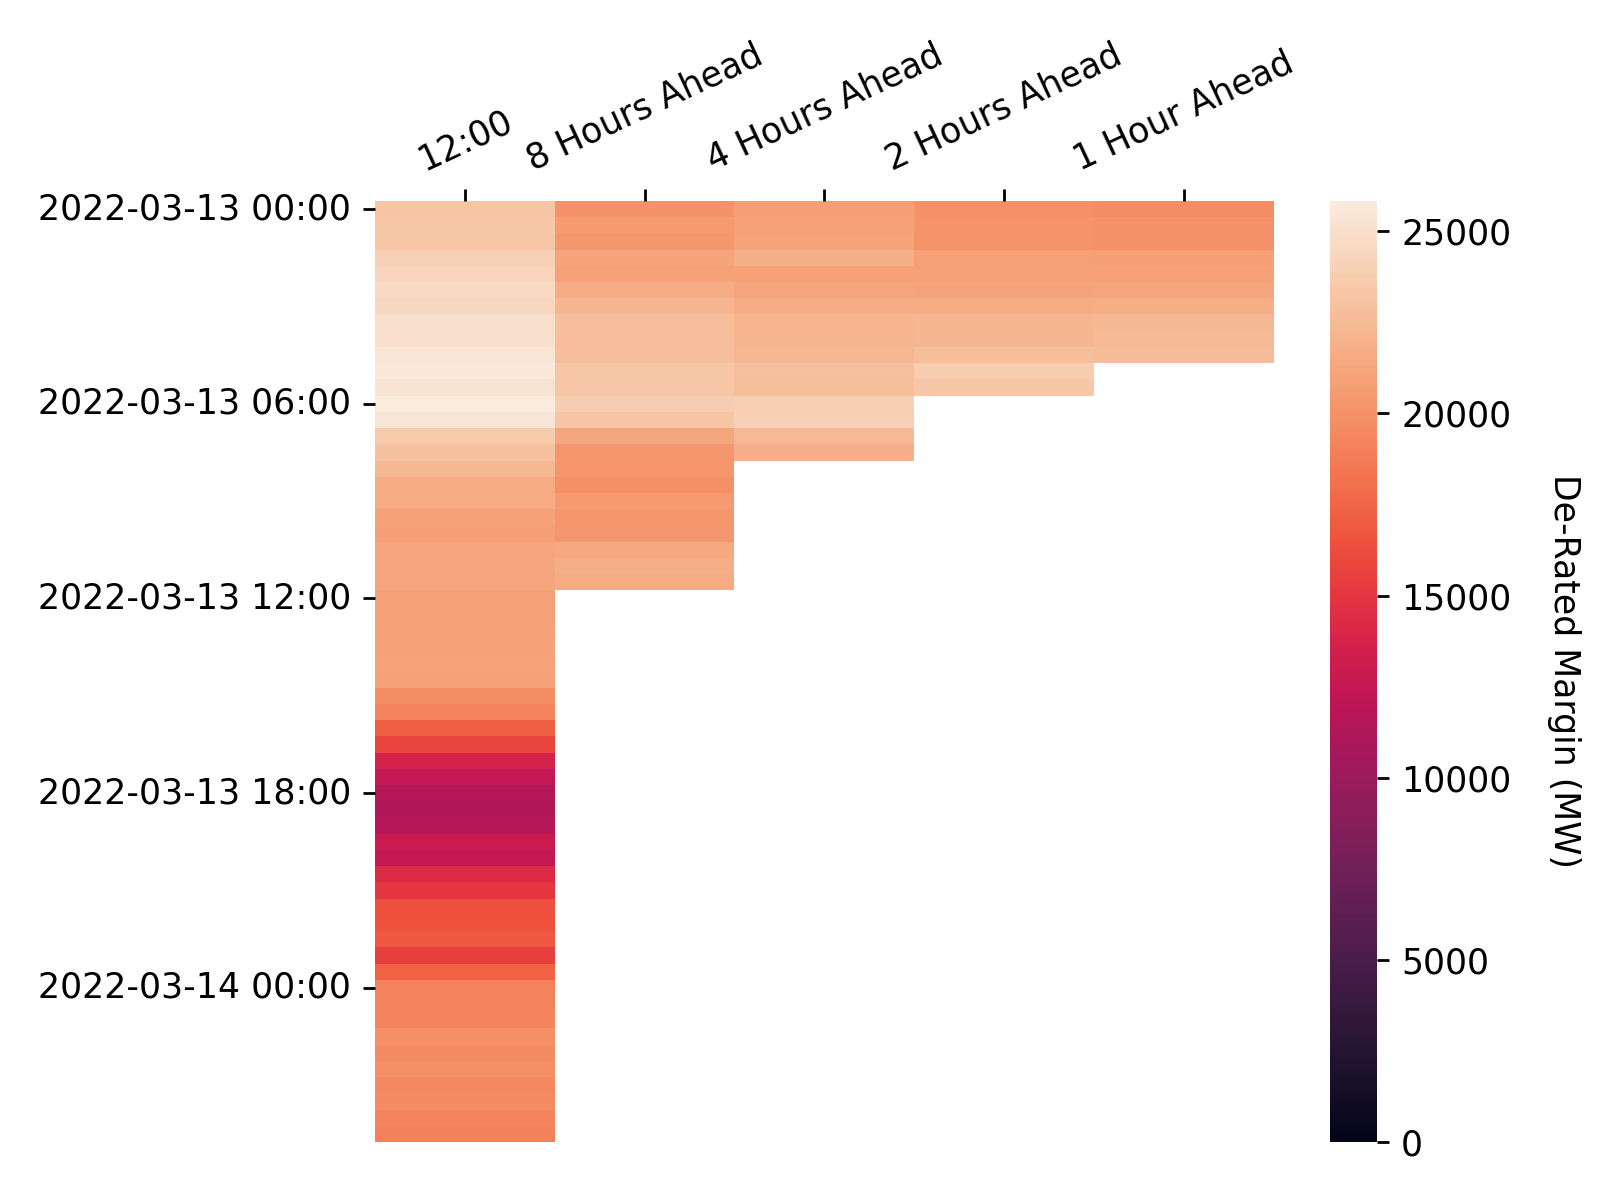 12:00
8 Hours Ahead
4 Hours Ahead
2 Hours Ahead
1 Hour Ahead
2022-03-13 00:00
2022-03-13 06:00
2022-03-13 12:00
2022-03-13 18:00
2022-03-14 00:00
25000
20000
15000
10000
5000
0
De-Rated Margin (MW)